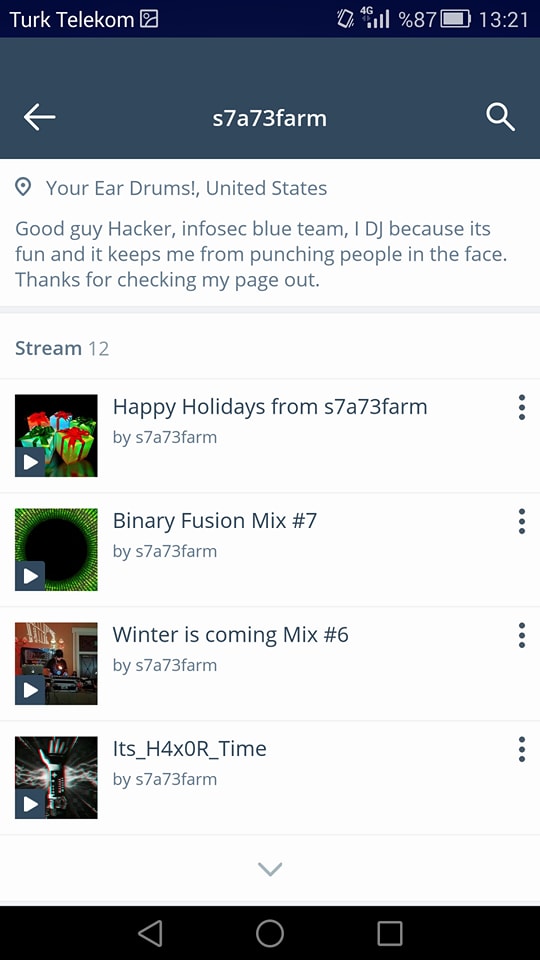 Turk Telekom 4G %87 13:21
s7a73farm
Your Ear Drums!, United States
Good guy Hacker, infosec blue team, I DJ because its
fun and it keeps me from punching people in the face.
Thanks for checking my page out.
Stream 12
Happy Holidays from s7a73farm
by s7a73farm
Binary Fusion Mix #7
by s7a73farm
Winter is coming Mix #6
by s7a73farm
Its_H4x0R_Time
by s7a73farm